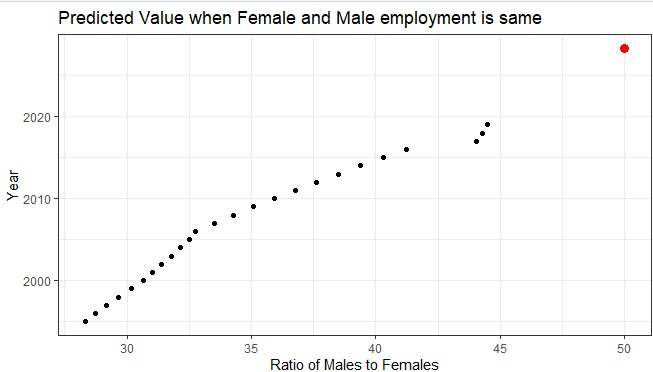 Predicted Value when Female and Male employment is same
Year
2020
2010
2000
30 35 40 45 50
Ratio of Males to Females